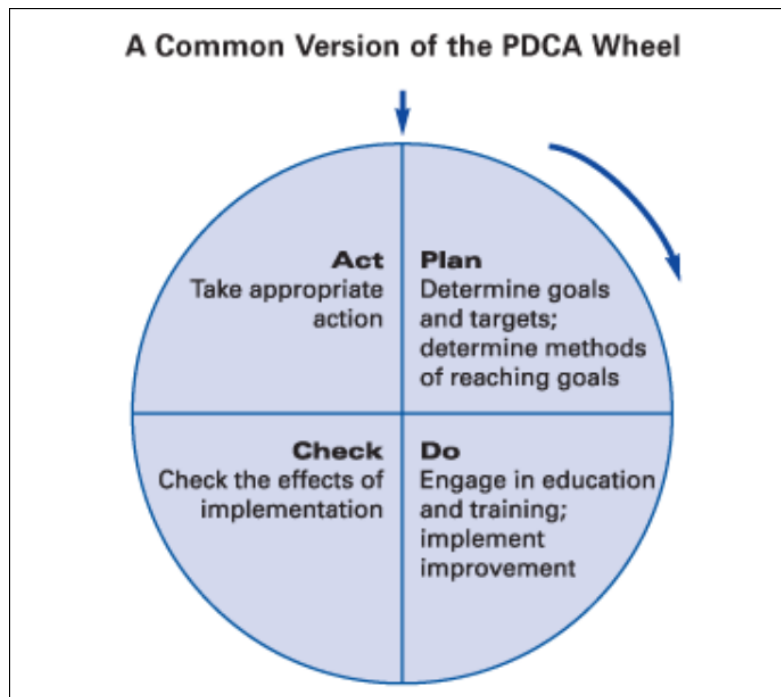 A Common Version of the PDCA Wheel
Act
Take appropriate
action
Plan
Determine goals
and targets;
determine methods
of reaching goals
Check
Check the effects of
implementation
Do
Engage in education
and training;
implement
improvement